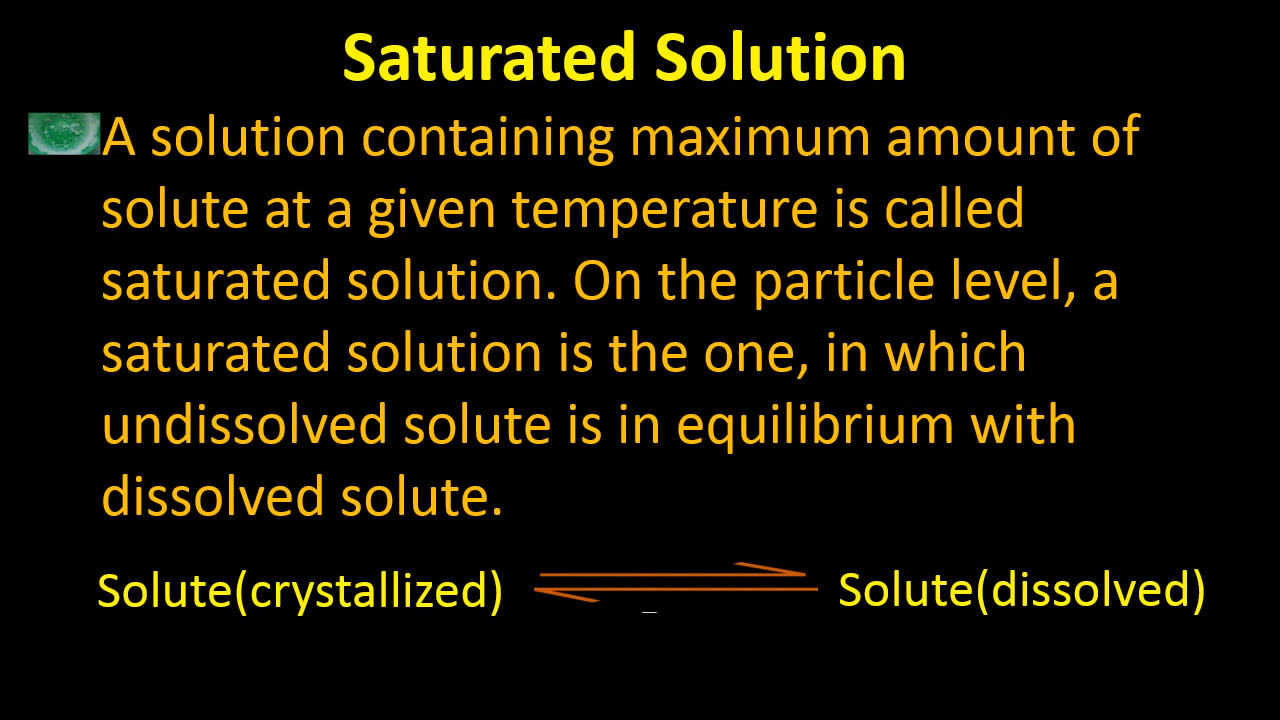 Saturated Solution
A solution containing maximum amount of
solute at a given temperature is called
saturated solution. On the particle level, a
saturated solution is the one, in which
undissolved solute is in equilibrium with
dissolved solute.
Solute(crystallized) ⇌ Solute(dissolved)